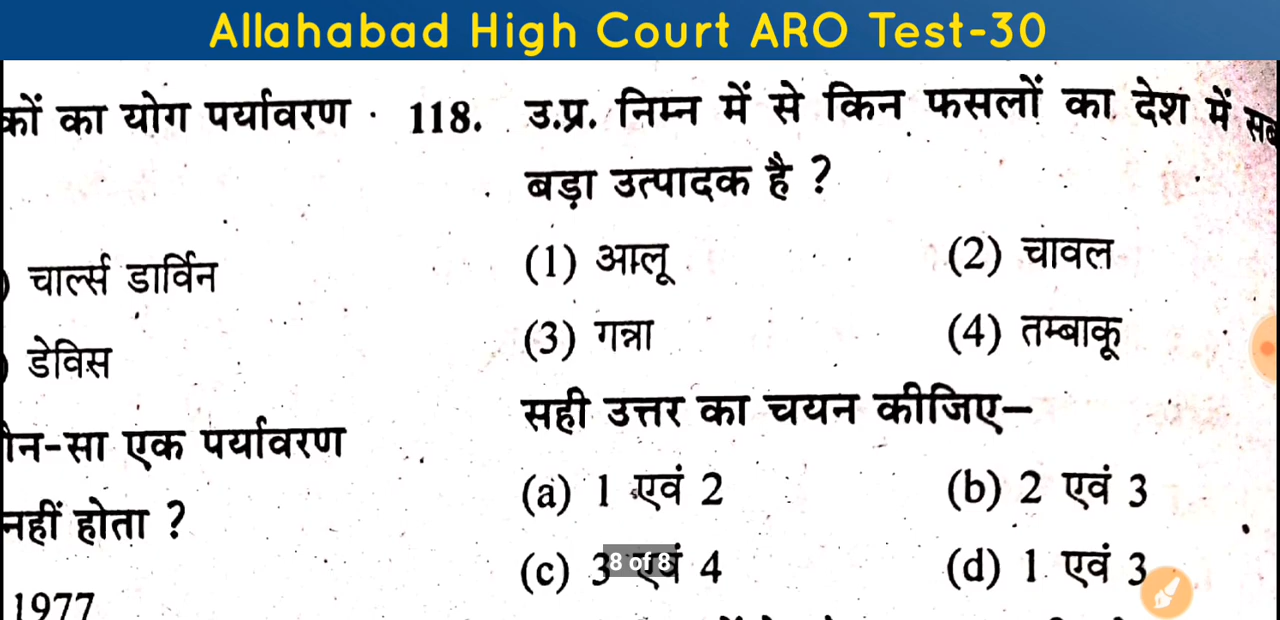 Allahabad High Court ARO Test-30
कों का योग पर्यावरण
चार्ल्स डार्विन
डेविस
एक पर्यावरण
नहीं होता ?
1977
118. उ.प्र. निम्न में से किन फसलों का देश में
बड़ा उत्पादक है ?
(1) आलू (2) चावल
(3) गन्ना (4) तम्बाकू
सही उत्तर का चयन कीजिए–
(a) 1 एवं 2 (b) 2 एवं 3
(c) 3 एवं 4 (d) 1 एवं 3
8 of 8